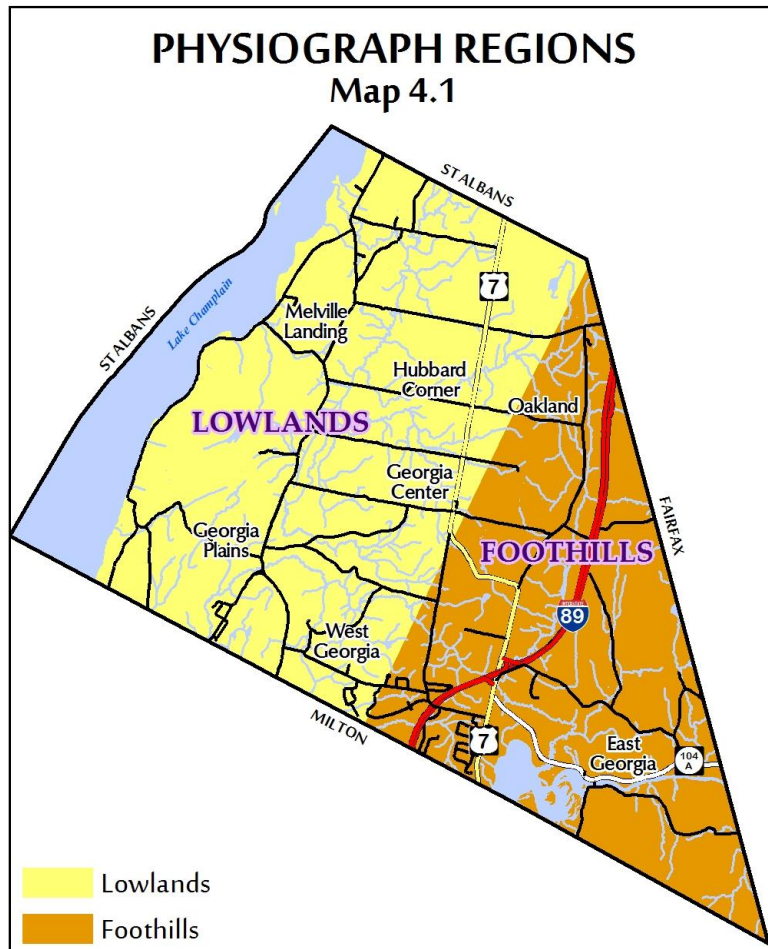 PHYSIOGRAPH REGIONS
Map 4.1
ST ALBANS
7
Lake Champlain
ST ALBANS
Melville
Landing
Hubbard
Corner
Oakland
LOWLANDS
Georgia
Center
FAIRFAX
Georgia
Plains
FOOTHILLS
89
West
Georgia
MILTON
7
East
Georgia
104
A
Lowlands
Foothills